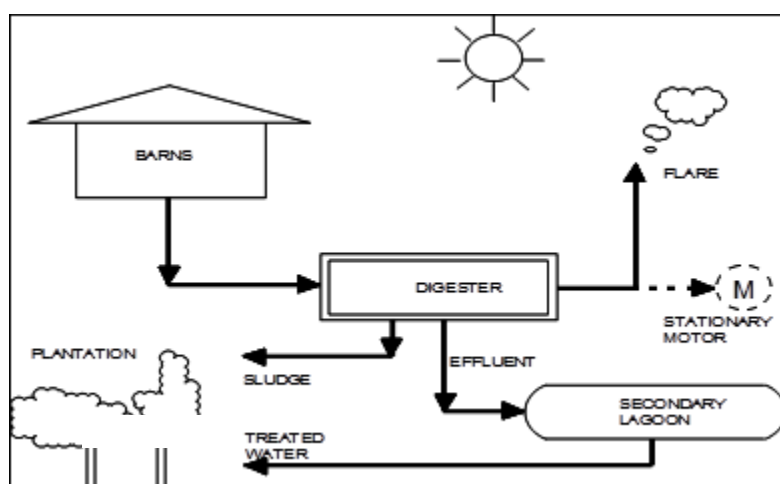 BARNS
FLARE
DIGESTER
M
STATIONARY
MOTOR
PLANTATION
SLUDGE
EFFLUENT
SECONDARY
LAGOON
TREATED
WATER